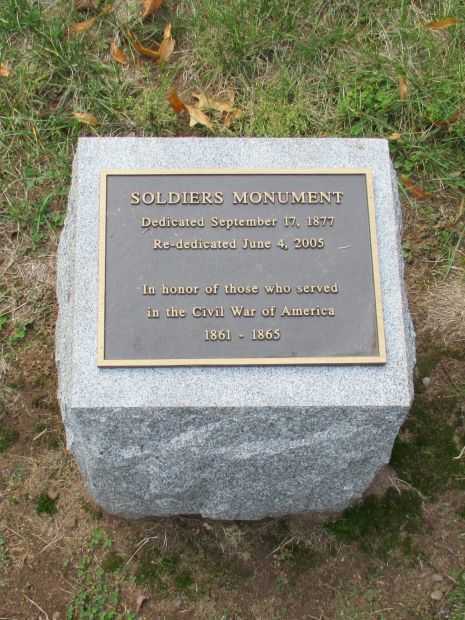 SOLDIERS MONUMENT
Dedicated September 17, 1877
Re-dedicated June 4, 2005
In honor of those who served
in the Civil War of America
1861 - 1865